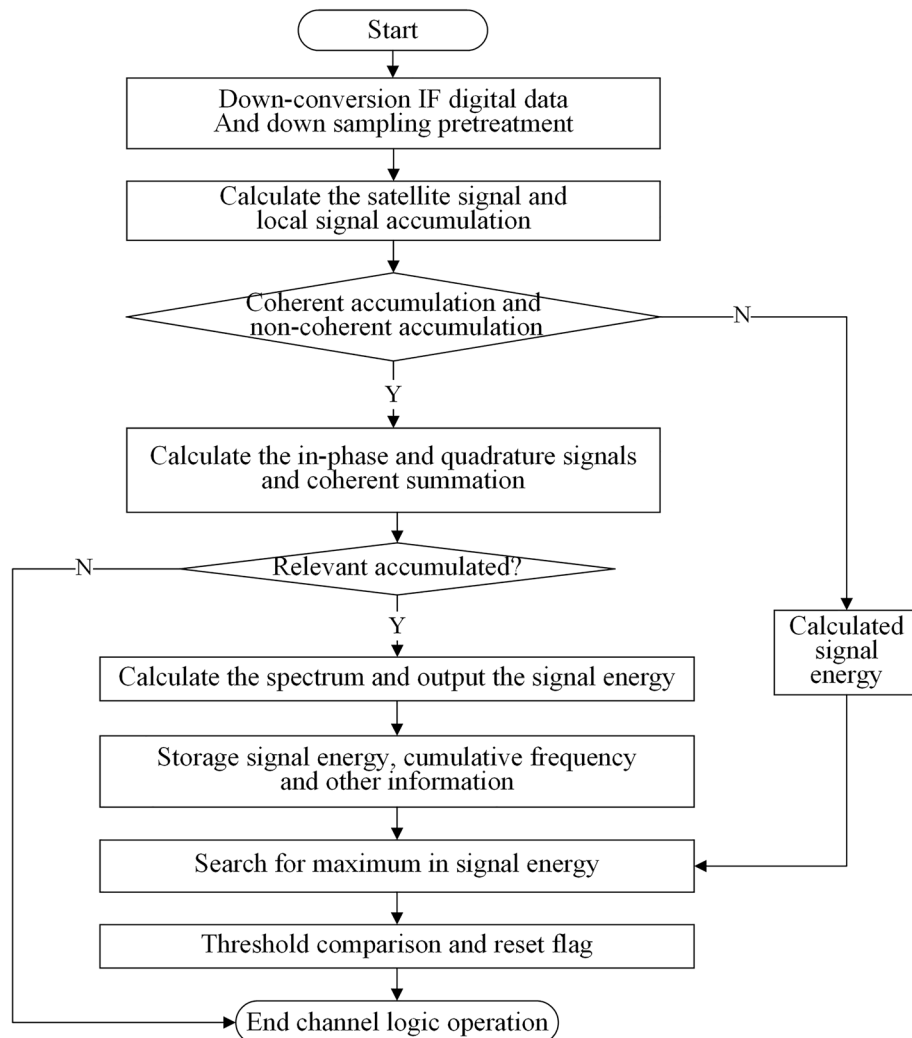 Start
Down-conversion IF digital data
And down sampling pretreatment
Calculate the satellite signal and
local signal accumulation
Coherent accumulation and
non-coherent accumulation
N
Y
Calculate the in-phase and quadrature signals
and coherent summation
N
Relevant accumulated?
Y
Calculated
signal
energy
Calculate the spectrum and output the signal energy
Storage signal energy, cumulative frequency
and other information
Search for maximum in signal energy
Threshold comparison and reset flag
End channel logic operation